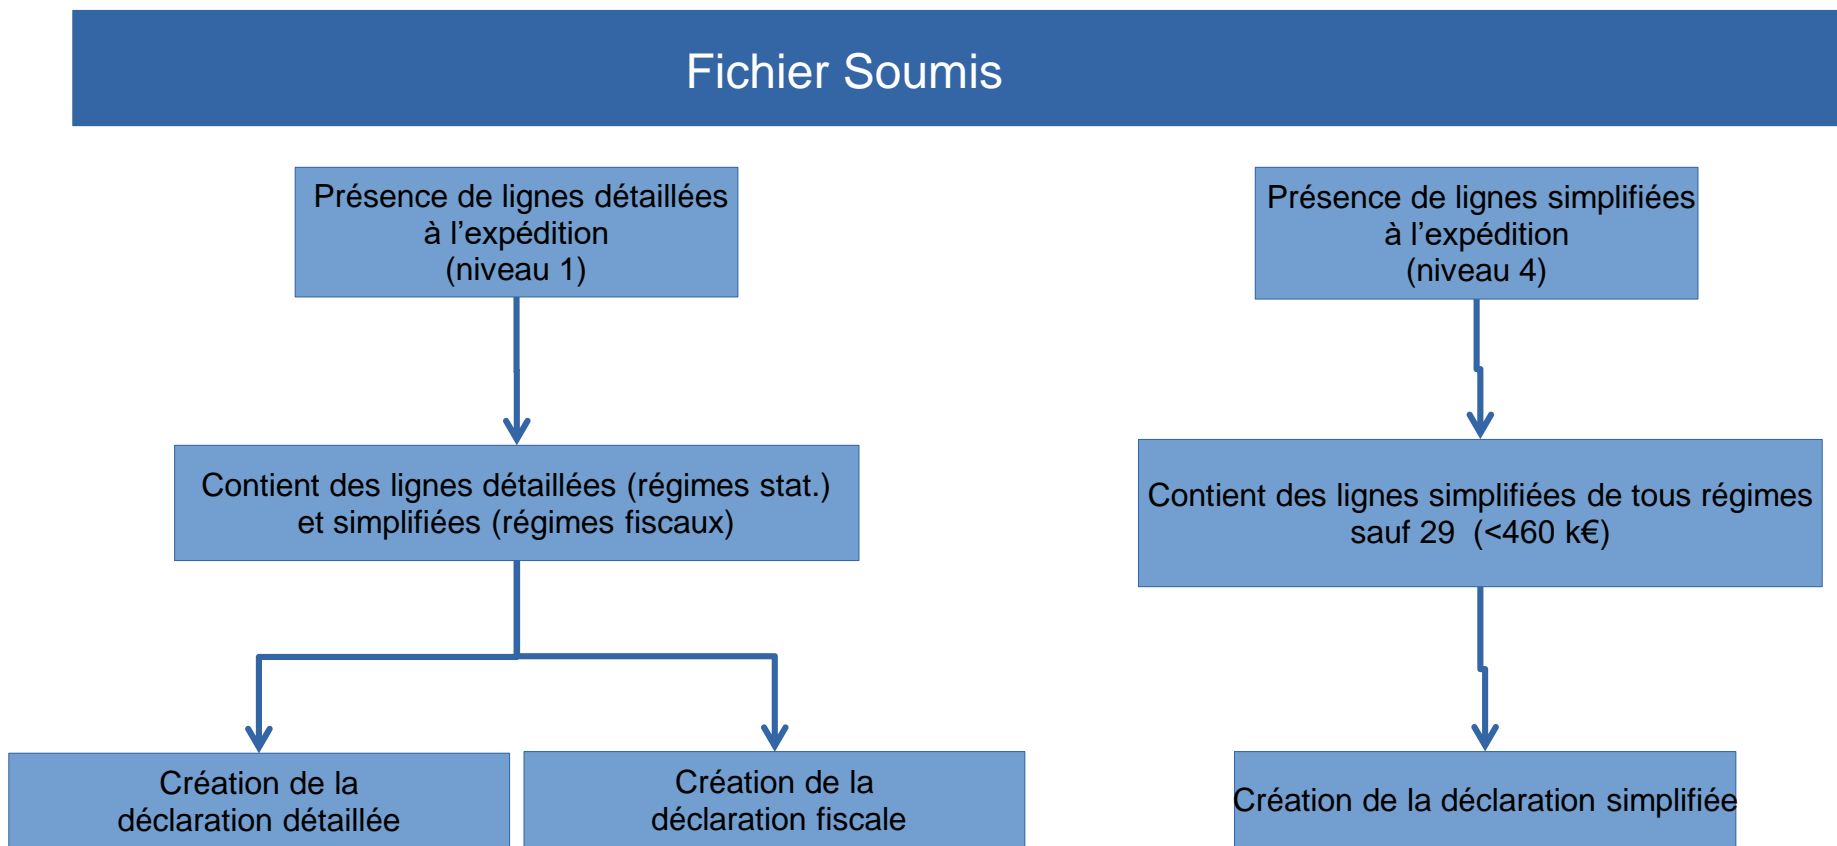 Fichier Soumis
Présence de lignes détaillées
à l’expédition
(niveau 1)
Présence de lignes simplifiées
à l’expédition
(niveau 4)
Contient des lignes détaillées (régimes stat.)
et simplifiées (régimes fiscaux)
Contient des lignes simplifiées de tous régimes
sauf 29 (<460 k€)
Création de la
déclaration détaillée
Création de la
déclaration fiscale
Création de la déclaration simplifiée